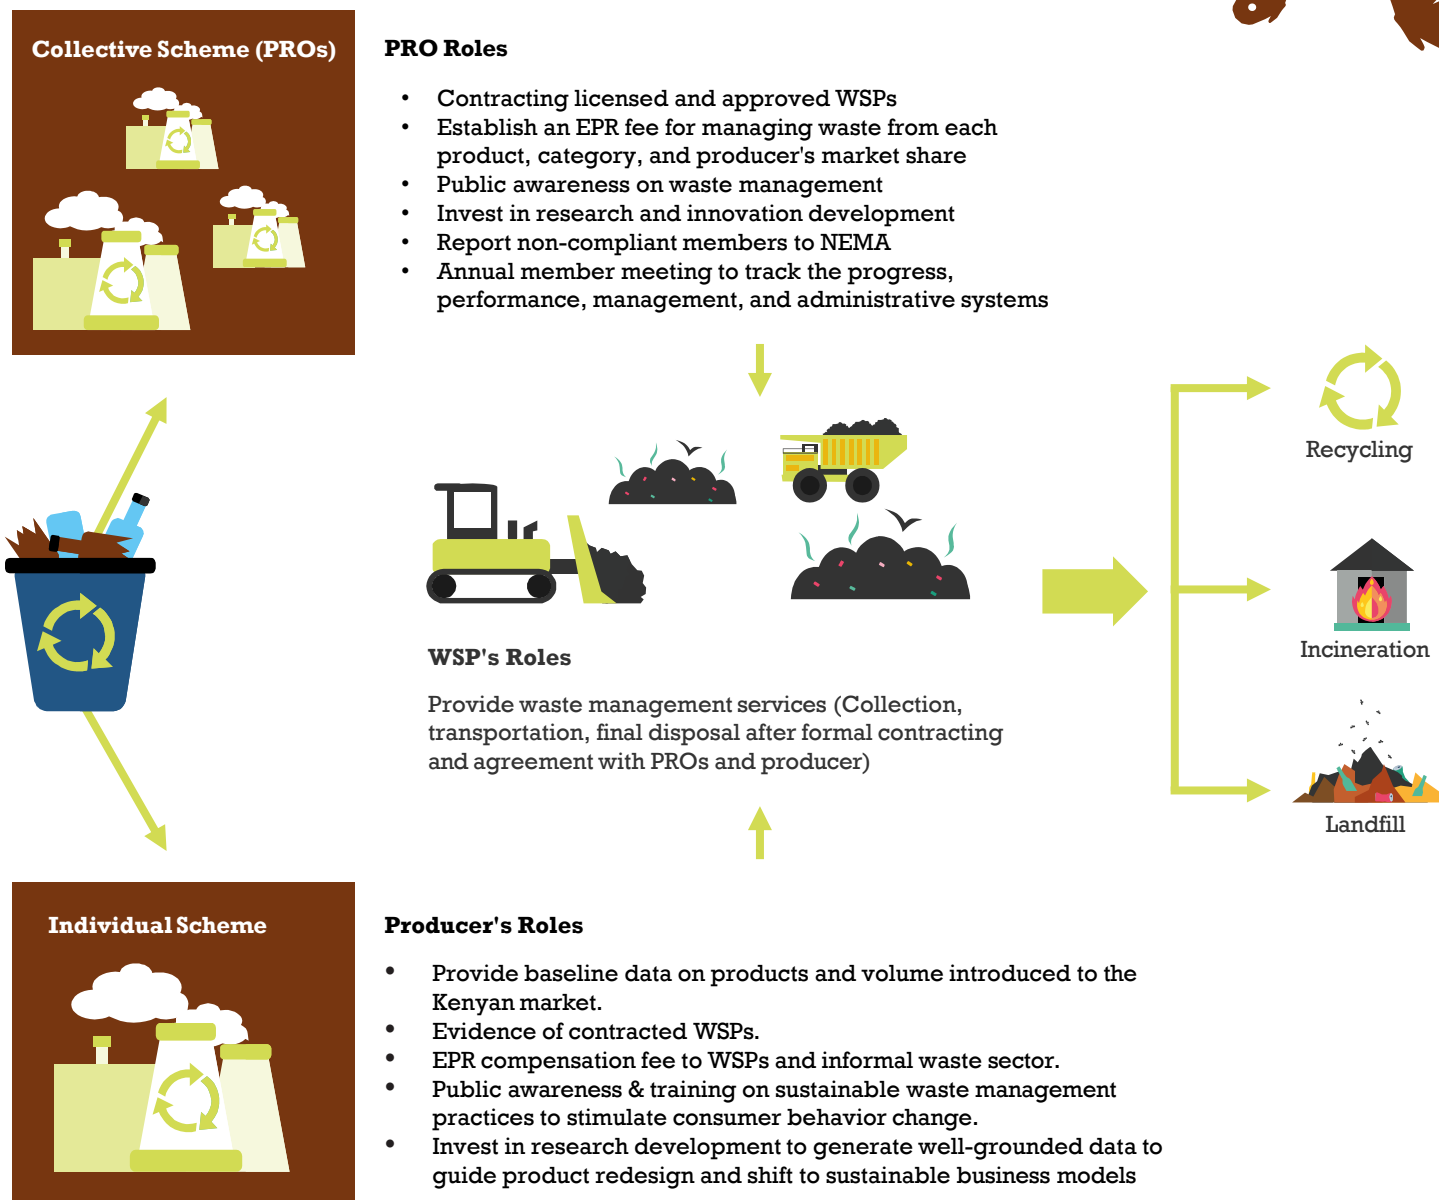 Collective Scheme (PROs)
PRO Roles
• Contracting licensed and approved WSPs
• Establish an EPR fee for managing waste from each
product, category, and producer's market share
• Public awareness on waste management
• Invest in research and innovation development
• Report non-compliant members to NEMA
• Annual member meeting to track the progress,
performance, management, and administrative systems
Recycling
Incineration
Landfill
WSP's Roles
Provide waste management services (Collection,
transportation, final disposal after formal contracting
and agreement with PROs and producer)
Individual Scheme
Producer's Roles
• Provide baseline data on products and volume introduced to the
Kenyan market.
• Evidence of contracted WSPs.
• EPR compensation fee to WSPs and informal waste sector.
• Public awareness & training on sustainable waste management
practices to stimulate consumer behavior change.
• Invest in research development to generate well-grounded data to
guide product redesign and shift to sustainable business models